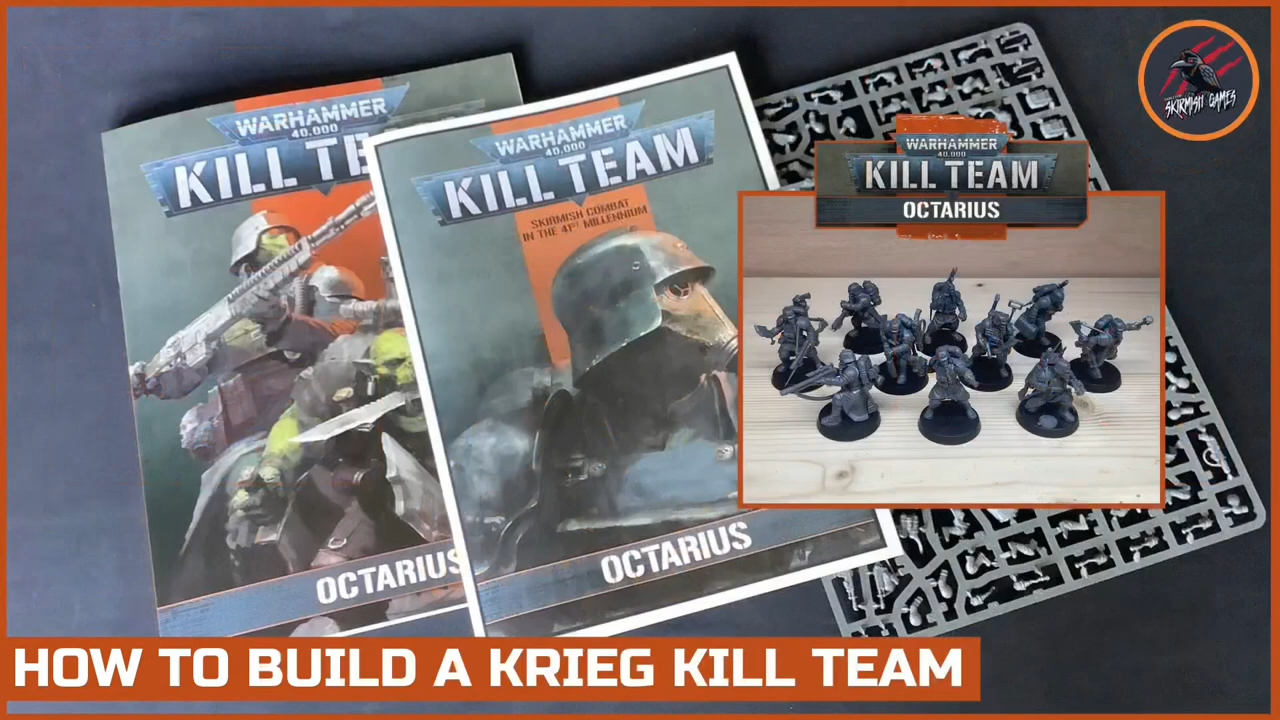 WARHAMMER
40.000
KILL TE
OCTARIUS
WARHAMMER
40.000
KILL TEAM
SKIRMISH COMBAT
IN THE 41ST MILLENNIUM
OCTARIUS
SKIRMISH GAMES
WARHAMMER
40.000
KILL TEAM
OCTARIUS
HOW TO BUILD A KRIEG KILL TEAM